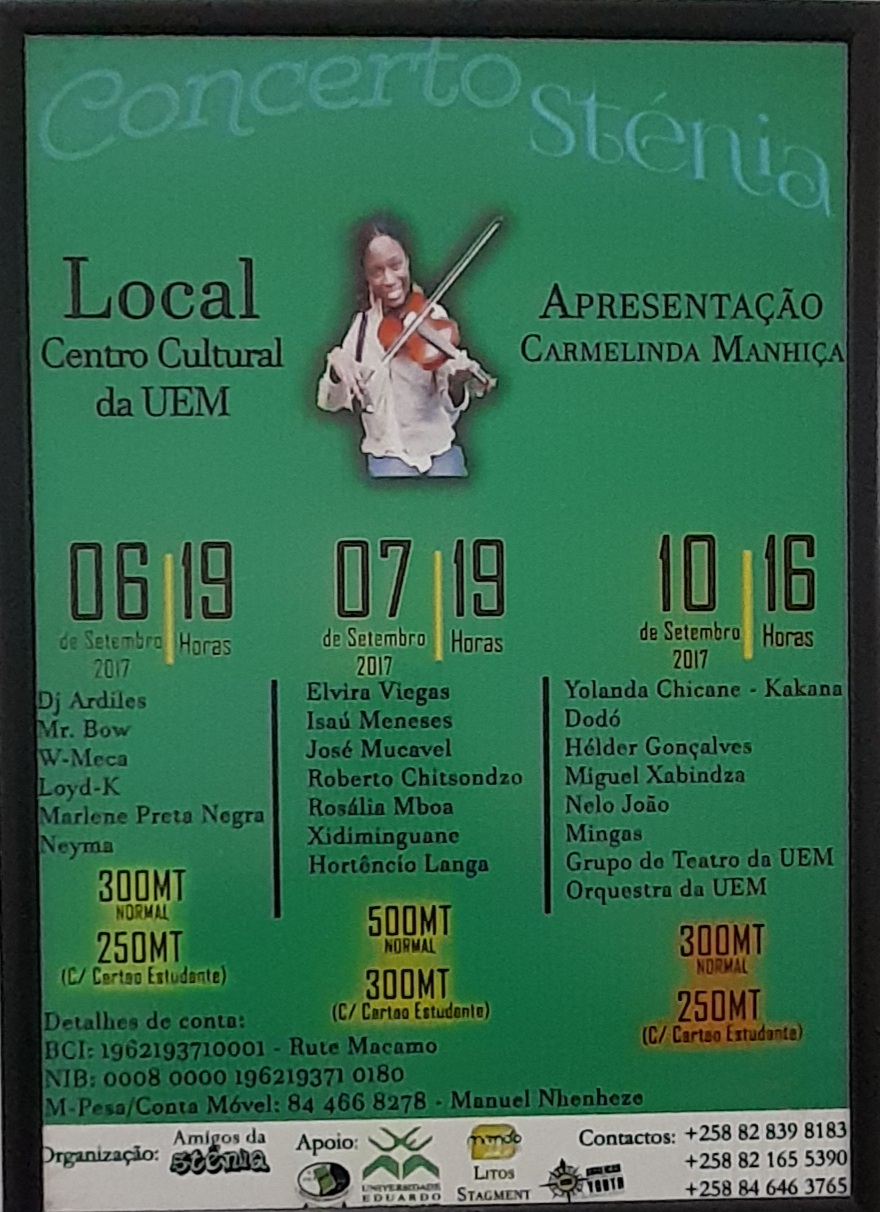 Concerto Sténia
Local
Centro Cultural
da UEM
APRESENTAÇÃO
CARMELINDA MANHIÇA
06 19
de Setembro Horas
2017
Dj Ardiles
Mr. Bow
W-Meca
Loyd-K
Marlene Preta Negra
Neyma
300MT
NORMAL
250MT
(C/ Cartao Estudante)
07 19
de Setembro Horas
2017
Elvira Viegas
Isaú Meneses
José Mucavel
Roberto Chitsondzo
Rosália Mboa
Xidiminguane
Hortêncio Langa
500MT
NORMAL
300MT
(C/ Cartao Estudante)
10 16
de Setembro Horas
2017
Yolanda Chicane - Kakana
Dodó
Hélder Gonçalves
Miguel Xabindza
Nelo João
Mingas
Grupo de Teatro da UEM
Orquestra da UEM
300MT
NORMAL
250MT
(C/ Cartao Estudante)
Detalhes de conta:
BCI: 1962193710001 - Rute Macamo
NIB: 0008 0000 196219371 0180
M-Pesa/Conta Móvel: 84 466 8278 - Manuel Nhenheze
Organização:
Amigos da
sténia
Apoio:
UNIVERSIDADE
EDUARDO
LITOS
STAGMENT
YOUTH
Contactos: +258 82 839 8183
+258 82 165 5390
+258 84 646 3765